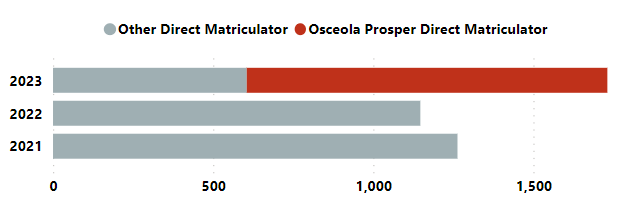 Other Direct Matriculator Osceola Prosper Direct Matriculator
2023
2022
2021
0 500 1,000 1,500